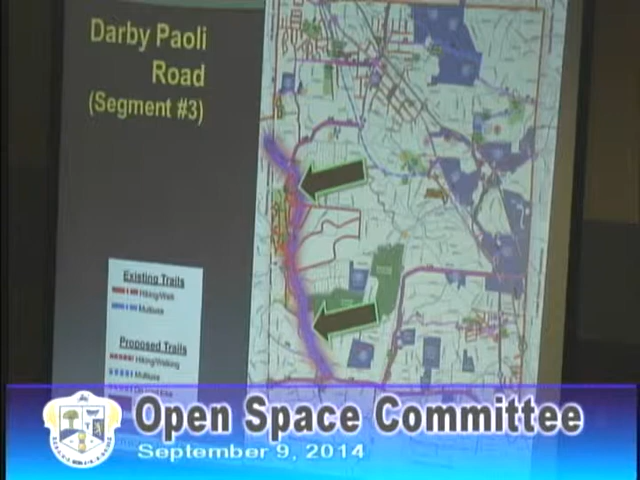 Darby Paoli
Road
(Segment #3)
Existing Trails
Hiking/Walk
Multiuse
Proposed Trails
Hiking/Walking
Multiuse
Open Space Committee
September 9, 2014